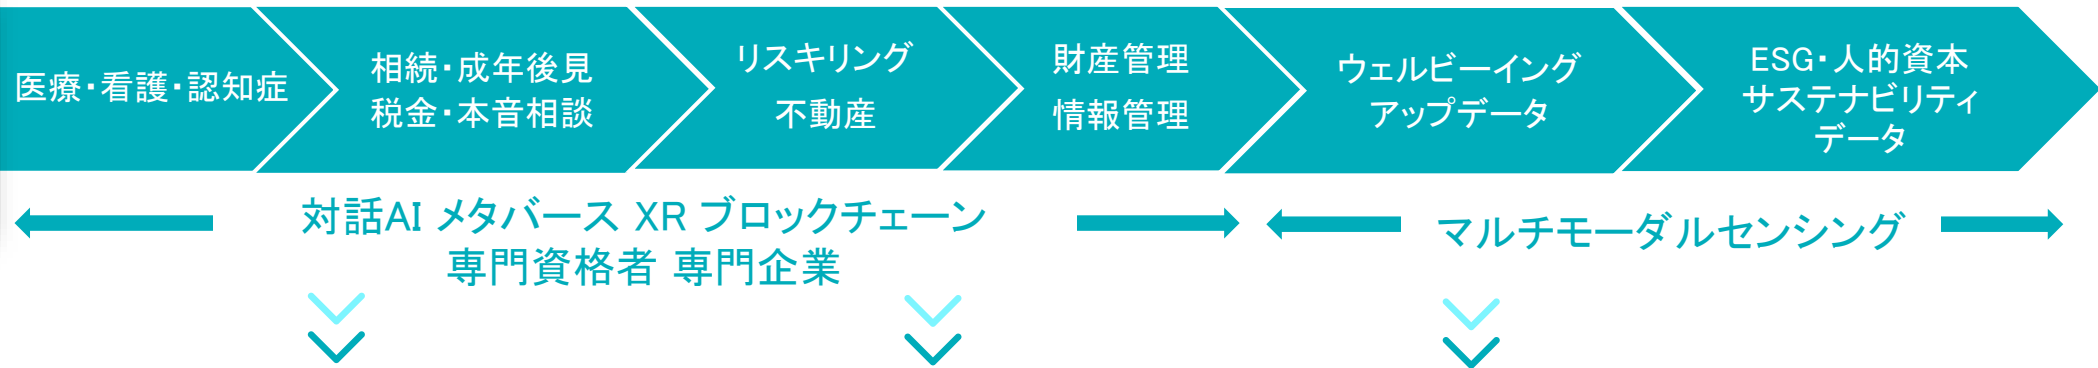 医療・看護・認知症
相続・成年後見
税金・本音相談
リスキリング
不動産
財産管理
情報管理
ウェルビーイング
アップデータ
ESG・人的資本
サステナビリティ
データ
対話AI メタバース XR ブロックチェーン
専門資格者 専門企業
マルチモーダルセンシング